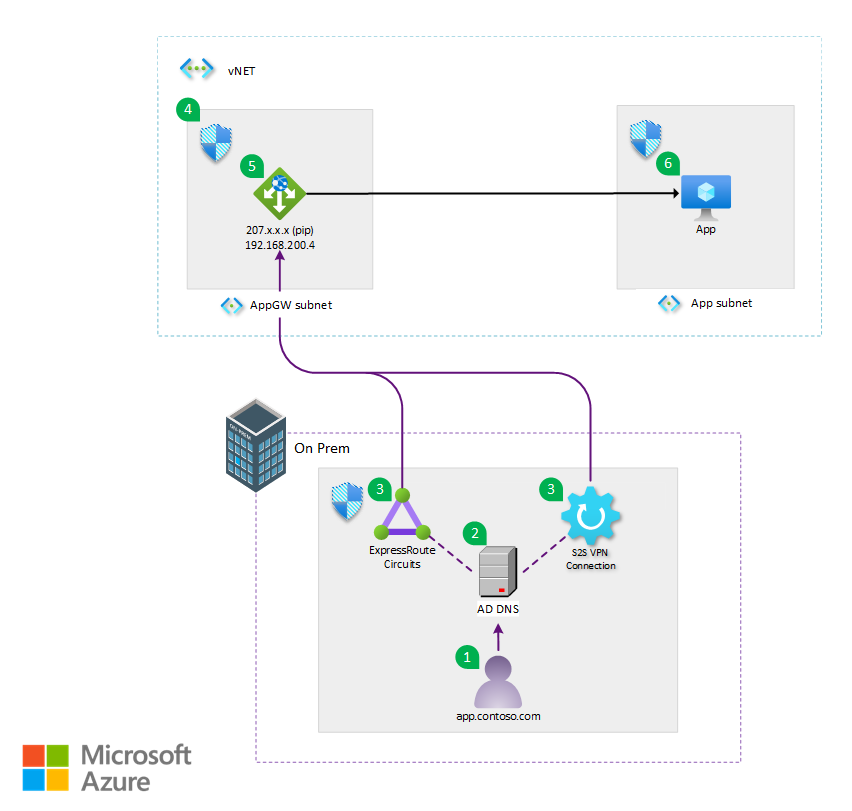 vNET
4
5
6
207.x.x.x (pip)
192.168.200.4
App
AppGW subnet
App subnet
On Prem
3
3
2
ExpressRoute
Circuits
S2S VPN
Connection
AD DNS
1
app.contoso.com
Microsoft
Azure